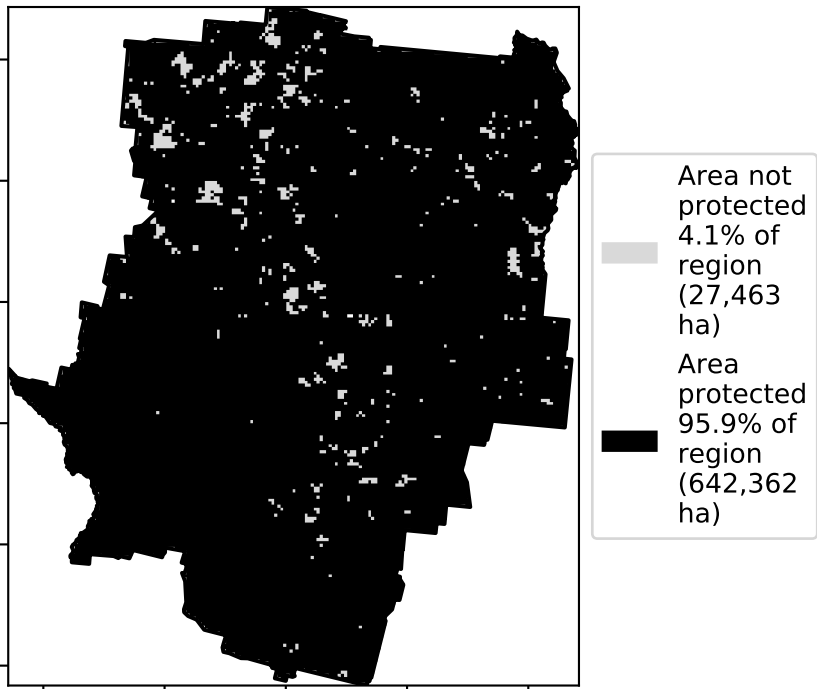 Area not
protected
4.1% of
region
(27,463
ha)
Area
protected
95.9% of
region
(642,362
ha)